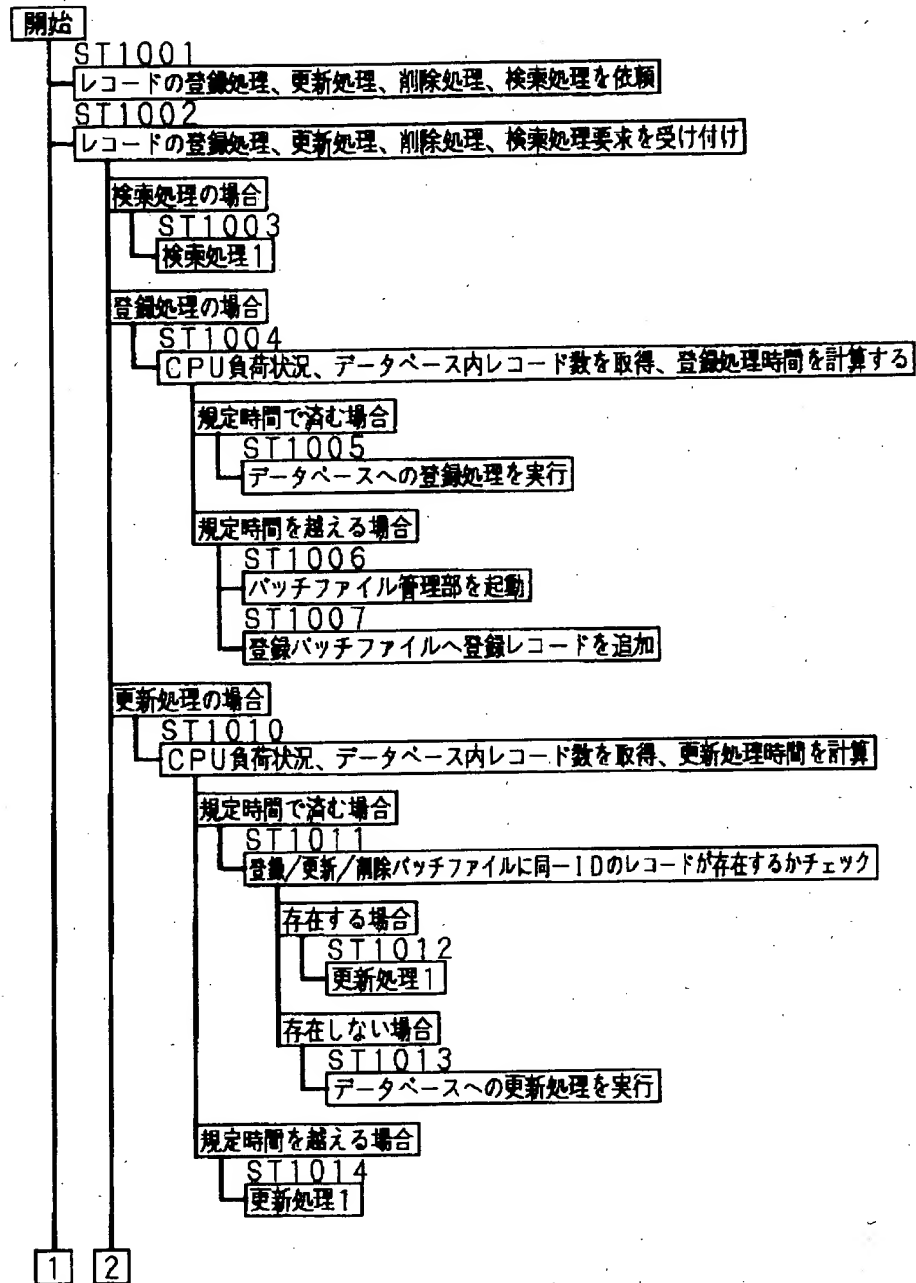 開始
ST1001
レコードの登録処理、更新処理、削除処理、検索処理を依頼
ST1002
レコードの登録処理、更新処理、削除処理、検索処理要求を受け付け
検索処理の場合
ST1003
検索処理1
登録処理の場合
ST1004
CPU負荷状況、データベース内レコード数を取得、登録処理時間を計算する
規定時間で済む場合
ST1005
データベースへの登録処理を実行
規定時間を越える場合
ST1006
バッチファイル管理部を起動
ST1007
登録バッチファイルへ登録レコードを追加
更新処理の場合
ST1010
CPU負荷状況、データベース内レコード数を取得、更新処理時間を計算
規定時間で済む場合
ST1011
登録/更新/削除バッチファイルに同一IDのレコードが存在するかチェック
存在する場合
ST1012
更新処理1
存在しない場合
ST1013
データベースへの更新処理を実行
規定時間を越える場合
ST1014
更新処理1
1 2